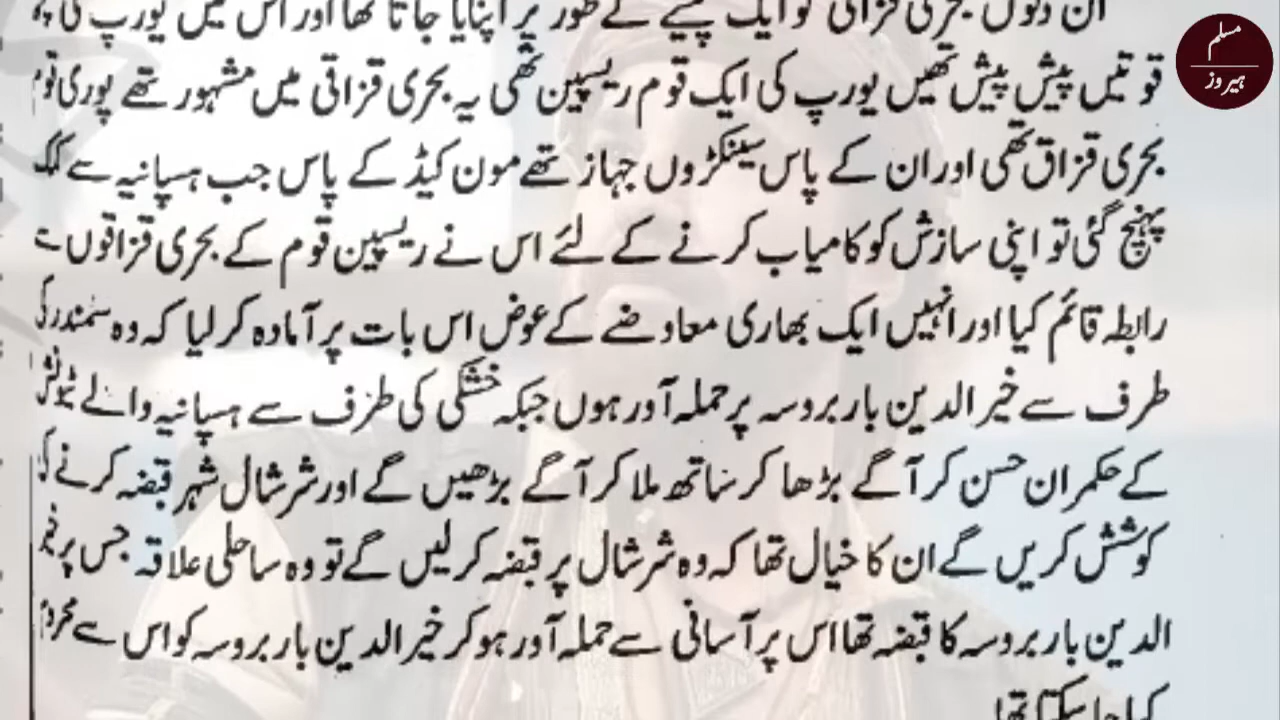 مسلم
ہیروز
ان دنوں بحری قزاقی کو ایک پیشے کے طور پر اپنایا جاتا تھا اور اس میں یورپ کی
قوتیں پیش پیش تھیں یورپ کی ایک قوم ریسپین تھی یہ بحری قزاقی میں مشہور تھے پوری قوم
بحری قزاق تھی اور ان کے پاس سینکڑوں جہاز تھے مون کیڈ کے پاس جب ہسپانیہ سے
پہنچ گئی تو اپنی سازش کو کامیاب کرنے کے لئے اس نے ریسپین قوم کے بحری قزاقوں
رابطہ قائم کیا اور انہیں ایک بھاری معاوضے کے عوض اس بات پر آمادہ کر لیا کہ وہ سمندر کی
طرف سے خیر الدین باربروسہ پر حملہ آور ہوں جبکہ خشکی کی طرف سے ہسپانیہ والے
کے حکمران حسن کر آگے بڑھا کر ساتھ ملا کر آگے بڑھیں گے اور شرشال شہر قبضہ کرنے کی
کوشش کریں گے ان کا خیال تھا کہ وہ شرشال پر قبضہ کر لیں گے تو وہ ساحلی علاقہ جس پر
الدین باربروسہ کا قبضہ تھا اس پر آسانی سے حملہ آور ہو کر خیر الدین باربروسہ کو اس سے محروم
کیا جا سکتا تھا